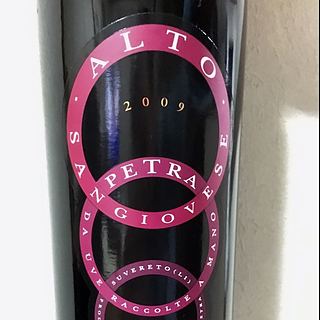 · ALTO ·
2009
PETRA
SANGIOVESE
DA UVE RACCOLTE A MANO
SUVERETO (LI)